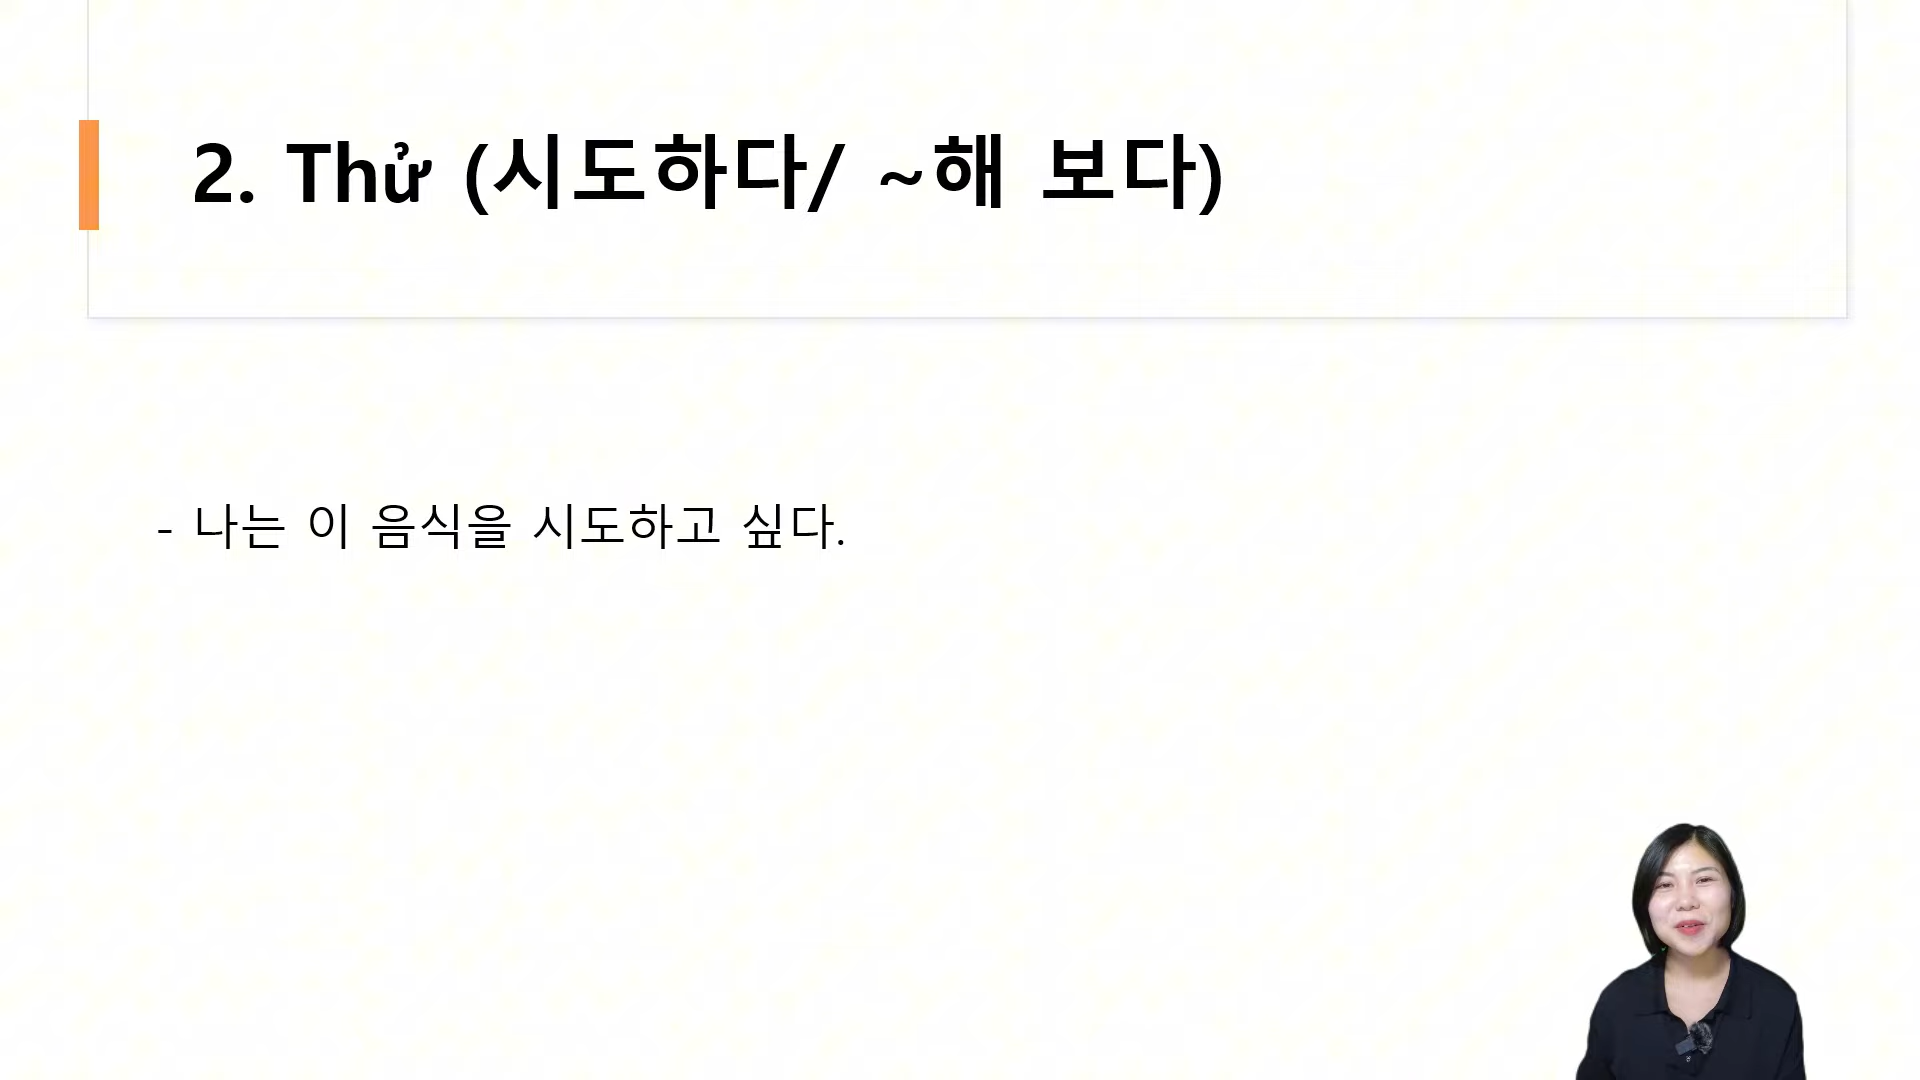 2. Thử (시도하다/ ~해 보다)
- 나는 이 음식을 시도하고 싶다.